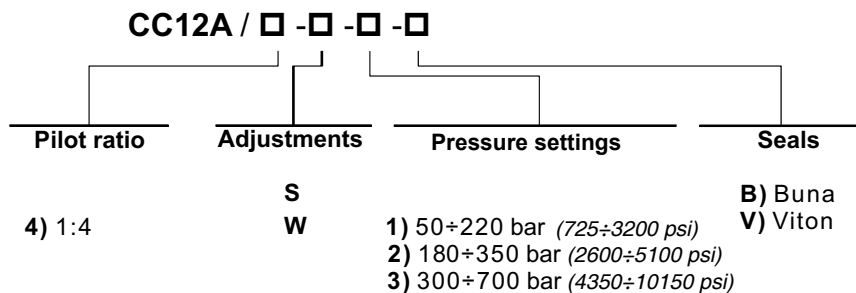 CC12A / □ -□ -□ -□
Pilot ratio
Adjustments
Pressure settings
Seals
4) 1:4
S
W
1) 50÷220 bar (725÷3200 psi)
2) 180÷350 bar (2600÷5100 psi)
3) 300÷700 bar (4350÷10150 psi)
B) Buna
V) Viton